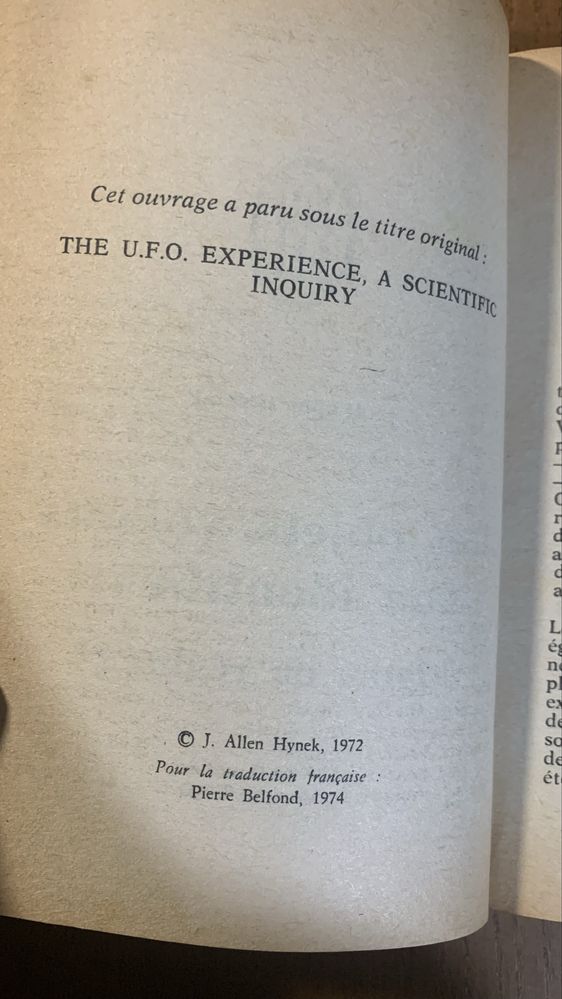 Cet ouvrage a paru sous le titre original :
THE U.F.O. EXPERIENCE, A SCIENTIFIC
INQUIRY
© J. Allen Hynek, 1972
Pour la traduction française :
Pierre Belfond, 1974